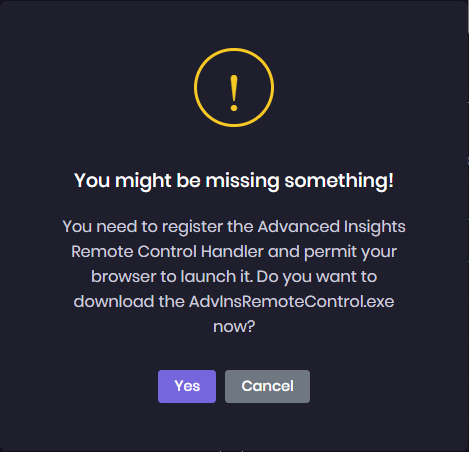 !
You might be missing something!
You need to register the Advanced Insights
Remote Control Handler and permit your
browser to launch it. Do you want to
download the AdvInsRemoteControl.exe
now?
Yes Cancel